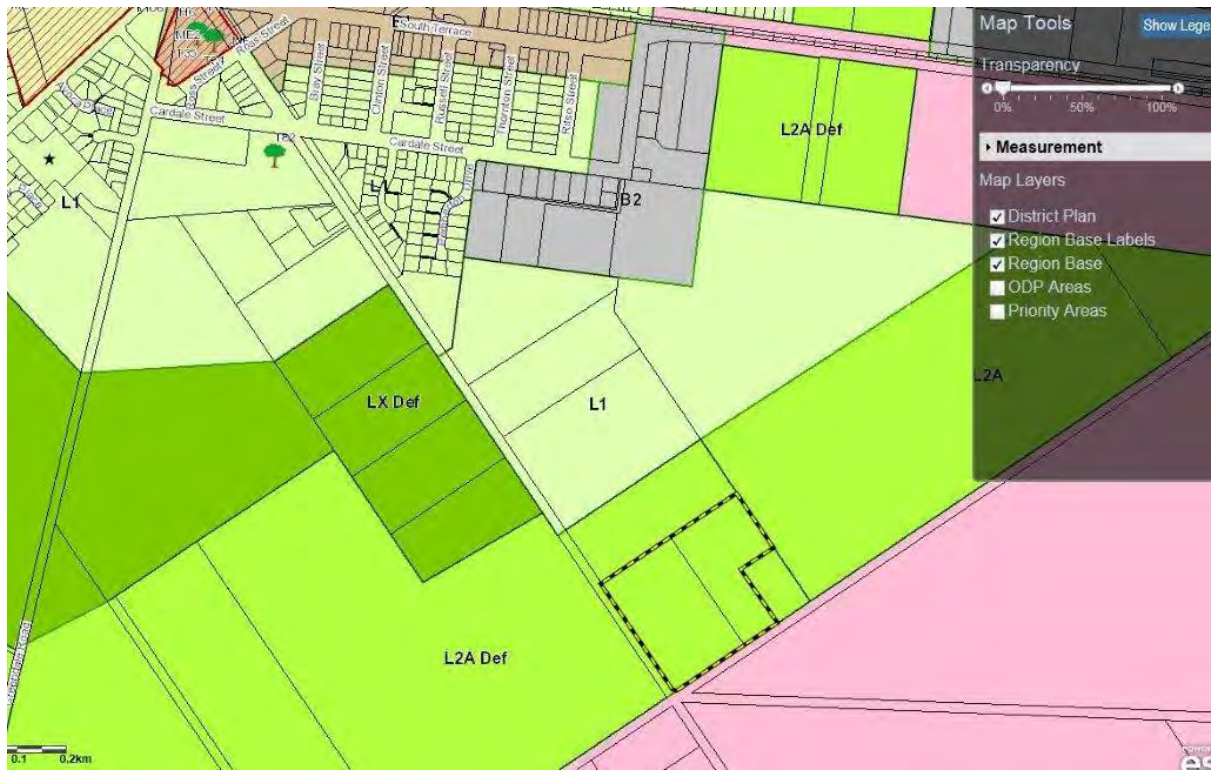 South Terrace
Ross Street
Bray Street
Clinton Street
Russell Street
Thornton Street
Cardale Street
Cardale Street
L1
B2
L2A Def
LX Def
L1
L2A
L2A Def
0.1 0.2km
Map Tools
Show Lege
Transparency
0% 50% 100%
Measurement
Map Layers
District Plan
Region Base Labels
Region Base
ODP Areas
Priority Areas
es